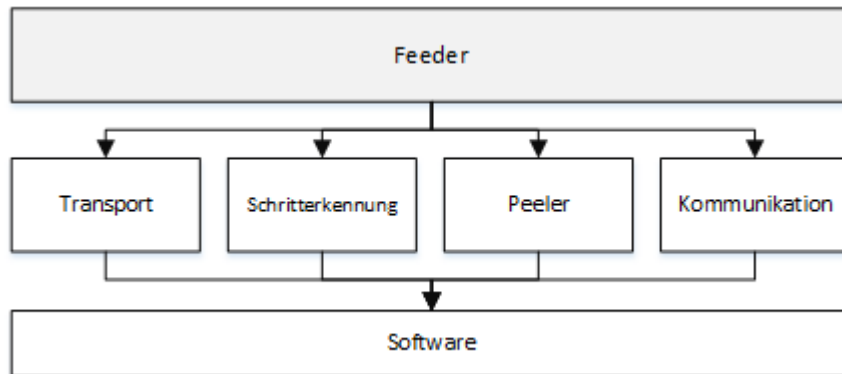 Feeder
Transport
Schritterkennung
Peeler
Kommunikation
Software